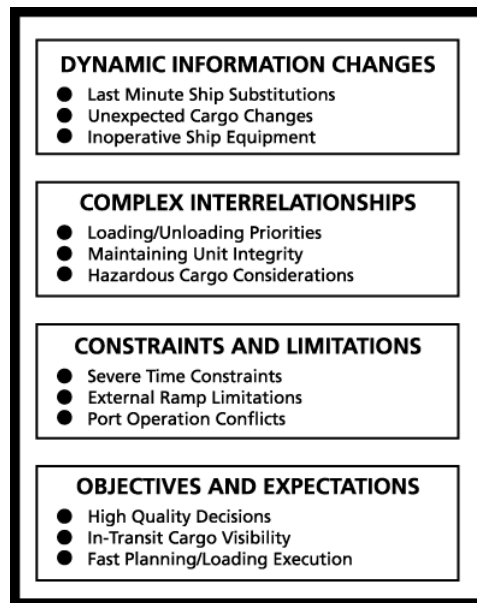 DYNAMIC INFORMATION CHANGES
● Last Minute Ship Substitutions
● Unexpected Cargo Changes
● Inoperative Ship Equipment
COMPLEX INTERRELATIONSHIPS
● Loading/Unloading Priorities
● Maintaining Unit Integrity
● Hazardous Cargo Considerations
CONSTRAINTS AND LIMITATIONS
● Severe Time Constraints
● External Ramp Limitations
● Port Operation Conflicts
OBJECTIVES AND EXPECTATIONS
● High Quality Decisions
● In-Transit Cargo Visibility
● Fast Planning/Loading Execution